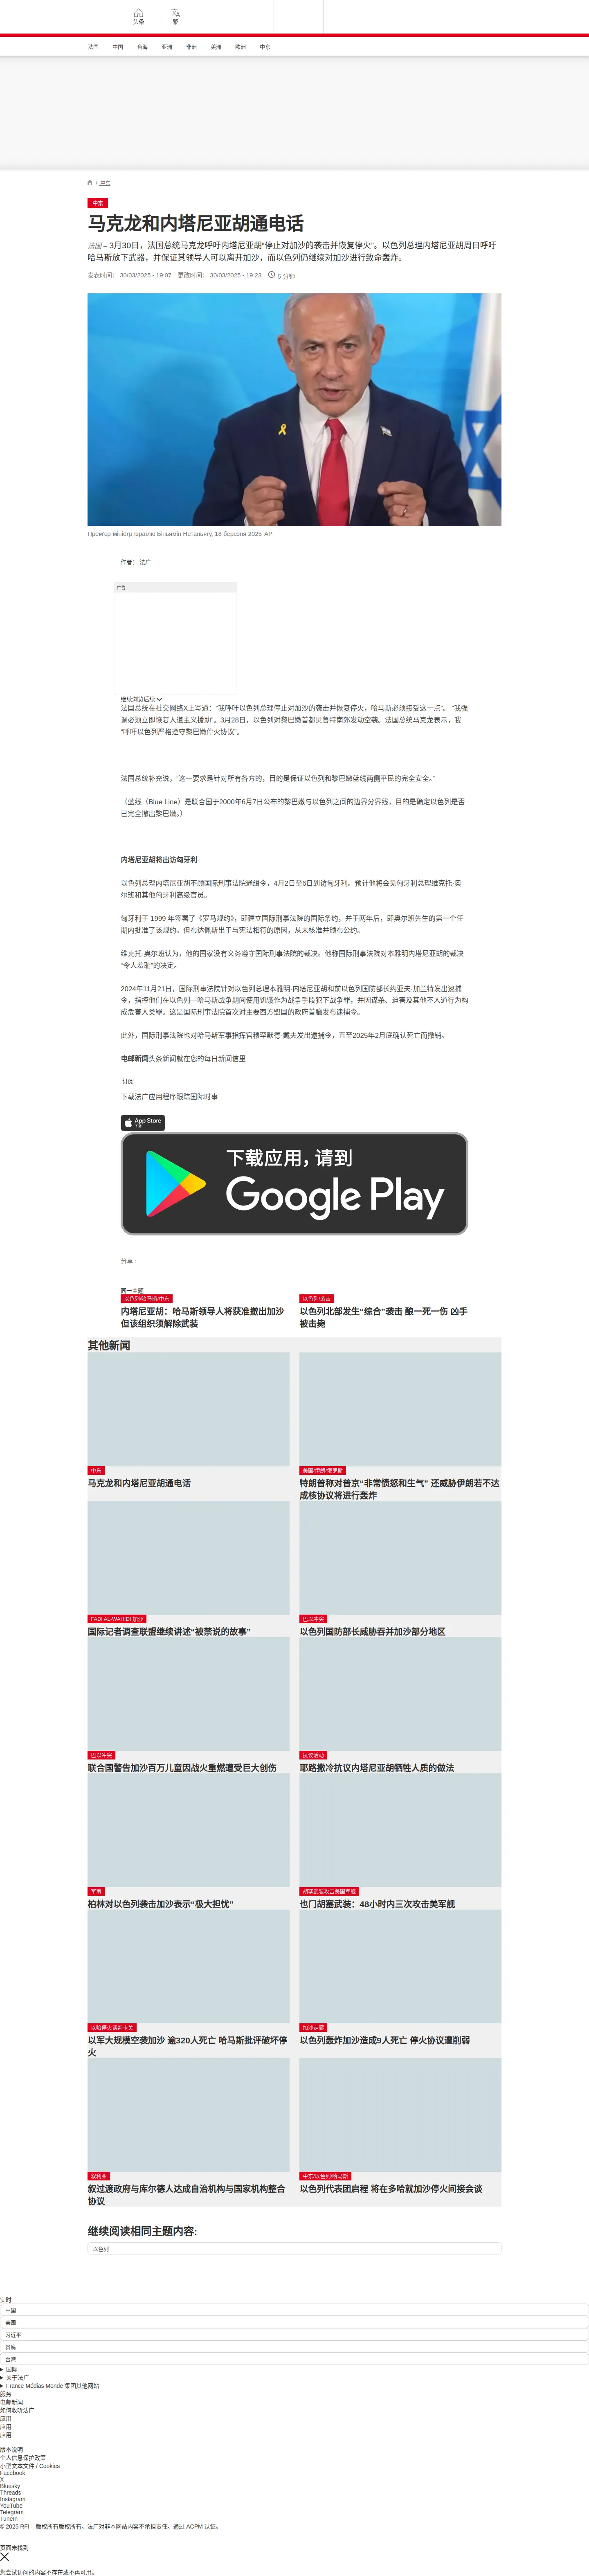 头条
繁
法国
中国
台海
亚洲
非洲
美洲
欧洲
中东
/ 中东
中东
马克龙和内塔尼亚胡通电话
法国 – 3月30日，法国总统马克龙呼吁内塔尼亚胡“停止对加沙的袭击并恢复停火”。以色列总理内塔尼亚胡周日呼吁
哈马斯放下武器，并保证其领导人可以离开加沙，而以色列仍继续对加沙进行致命轰炸。
发表时间： 30/03/2025 - 19:07 更改时间： 30/03/2025 - 19:23 5 分钟
Прем'єр-міністр Ізраїлю Біньямін Нетаньягу, 18 березня 2025 AP
作者： 法广
广告
继续浏览后续
法国总统在社交网络X上写道：“我呼吁以色列总理停止对加沙的袭击并恢复停火，哈马斯必须接受这一点”。 “我强
调必须立即恢复人道主义援助”。3月28日，以色列对黎巴嫩首都贝鲁特南郊发动空袭。法国总统马克龙表示，我
“呼吁以色列严格遵守黎巴嫩停火协议”。
法国总统补充说，“这一要求是针对所有各方的，目的是保证以色列和黎巴嫩蓝线两侧平民的完全安全。”
（蓝线（Blue Line）是联合国于2000年6月7日公布的黎巴嫩与以色列之间的边界分界线，目的是确定以色列是否
已完全撤出黎巴嫩。）
内塔尼亚胡将出访匈牙利
以色列总理内塔尼亚胡不顾国际刑事法院通缉令，4月2日至6日到访匈牙利。预计他将会见匈牙利总理维克托·奥
尔班和其他匈牙利高级官员。
匈牙利于 1999 年签署了《罗马规约》，即建立国际刑事法院的国际条约，并于两年后，即奥尔班先生的第一个任
期内批准了该规约。但布达佩斯出于与宪法相符的原因，从未核准并颁布公约。
维克托·奥尔班认为，他的国家没有义务遵守国际刑事法院的裁决。他称国际刑事法院对本雅明内塔尼亚胡的裁决
“令人羞耻”的决定。
2024年11月21日，国际刑事法院针对以色列总理本雅明·内塔尼亚胡和前以色列国防部长约亚夫·加兰特发出逮捕
令，指控他们在以色列—哈马斯战争期间使用饥饿作为战争手段犯下战争罪，并因谋杀、迫害及其他不人道行为构
成危害人类罪。这是国际刑事法院首次对主要西方盟国的政府首脑发布逮捕令。
此外，国际刑事法院也对哈马斯军事指挥官穆罕默德·戴夫发出逮捕令，直至2025年2月底确认死亡而撤销。
电邮新闻头条新闻就在您的每日新闻信里
订阅
下载法广应用程序跟踪国际时事
App Store
下载
下载应用，请到
Google Play
分享 :
同一主题
以色列/哈马斯/中东
内塔尼亚胡：哈马斯领导人将获准撤出加沙
但该组织须解除武装
以色列/袭击
以色列北部发生“综合”袭击 酿一死一伤 凶手
被击毙
其他新闻
中东
马克龙和内塔尼亚胡通电话
美国/伊朗/俄罗斯
特朗普称对普京“非常愤怒和生气” 还威胁伊朗若不达
成核协议将进行轰炸
FADI AL-WAHIDI 加沙
国际记者调查联盟继续讲述“被禁说的故事”
巴以冲突
以色列国防部长威胁吞并加沙部分地区
巴以冲突
联合国警告加沙百万儿童因战火重燃遭受巨大创伤
抗议活动
耶路撒冷抗议内塔尼亚胡牺牲人质的做法
军事
柏林对以色列袭击加沙表示“极大担忧”
胡塞武装攻击美国军舰
也门胡塞武装：48小时内三次攻击美军舰
以哈停火谈判卡关
以军大规模空袭加沙 逾320人死亡 哈马斯批评破坏停
火
加沙走廊
以色列轰炸加沙造成9人死亡 停火协议遭削弱
叙利亚
叙过渡政府与库尔德人达成自治机构与国家机构整合
协议
中东/以色列/哈马斯
以色列代表团启程 将在多哈就加沙停火间接会谈
继续阅读相同主题内容:
以色列
实时
中国
美国
习近平
贪腐
台湾
国际
关于法广
France Médias Monde 集团其他网站
服务
电邮新闻
如何收听法广
应用
应用
应用
版本说明
个人信息保护政策
小型文本文件 / Cookies
Facebook
X
Bluesky
Threads
Instagram
YouTube
Telegram
TuneIn
© 2025 RFI – 版权所有版权所有。法广对非本网站内容不承担责任。通过 ACPM 认证。
页面未找到
您尝试访问的内容不存在或不再可用。